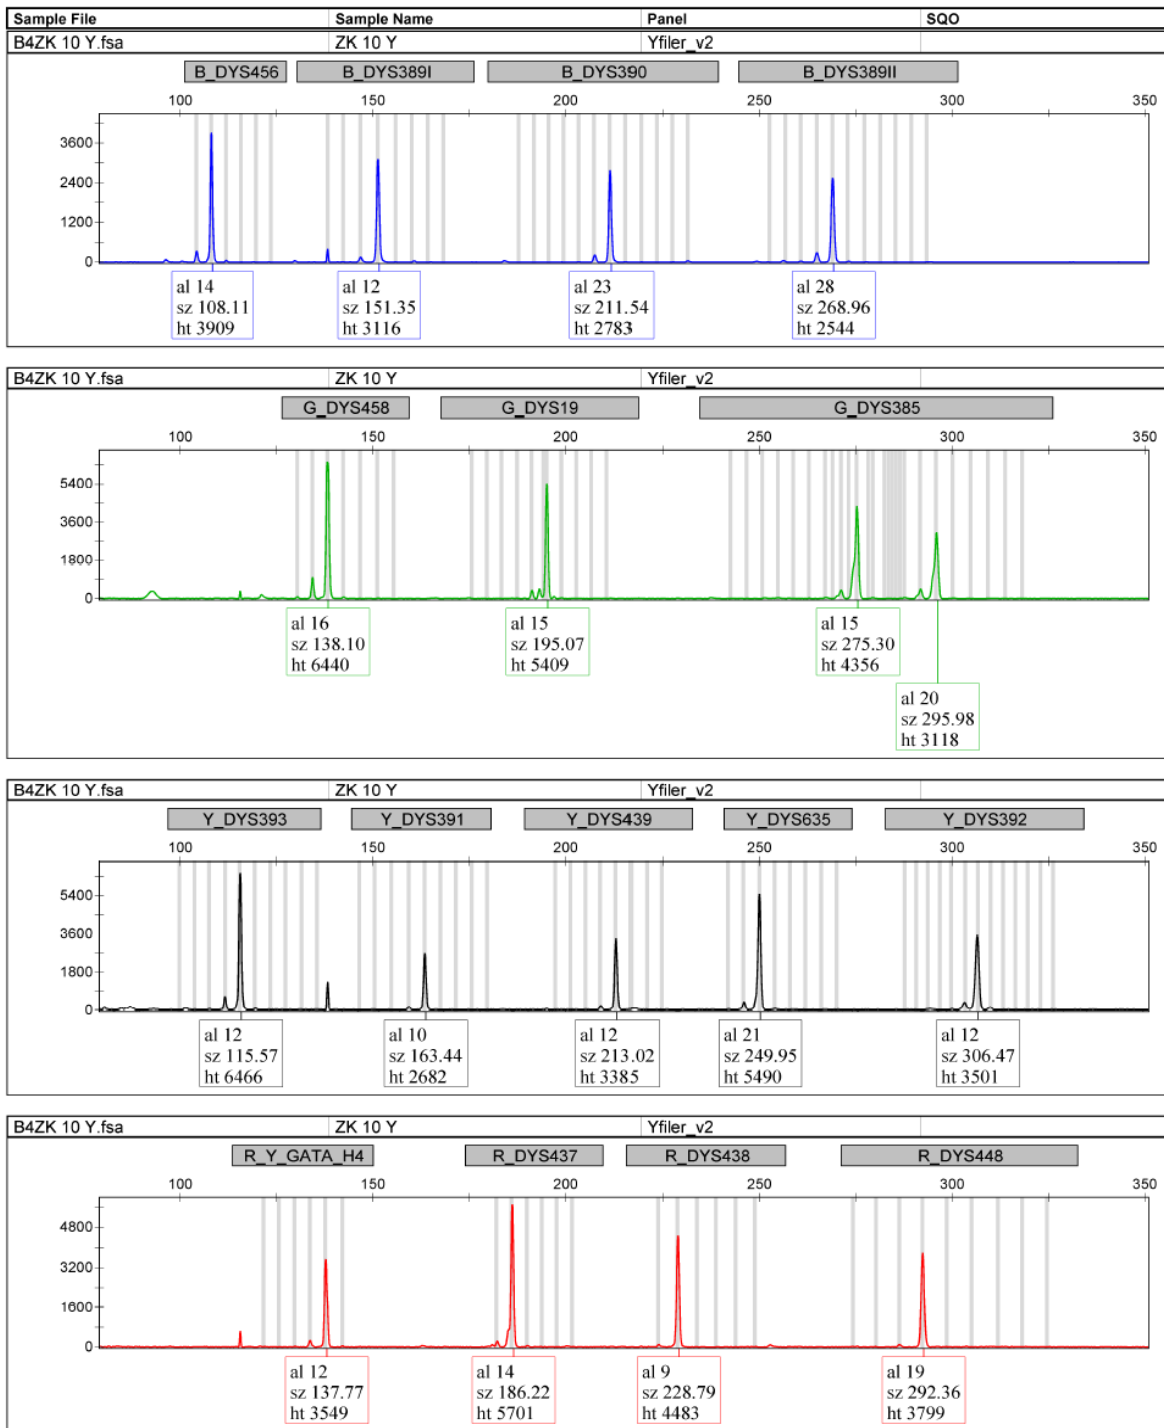 Sample File Sample Name Panel SQO
B4ZK 10 Y.fsa ZK 10 Y Yfiler_v2
B_DYS456 B_DYS389I B_DYS390 B_DYS389II
100 150 200 250 300 350
3600
2400
1200
0
al 14 al 12 al 23 al 28
sz 108.11 sz 151.35 sz 211.54 sz 268.96
ht 3909 ht 3116 ht 2783 ht 2544
B4ZK 10 Y.fsa ZK 10 Y Yfiler_v2
G_DYS458 G_DYS19 G_DYS385
100 150 200 250 300 350
5400
3600
1800
0
al 16 al 15 al 15
sz 138.10 sz 195.07 sz 275.30
ht 6440 ht 5409 ht 4356
al 20
sz 295.98
ht 3118
B4ZK 10 Y.fsa ZK 10 Y Yfiler_v2
Y_DYS393 Y_DYS391 Y_DYS439 Y_DYS635 Y_DYS392
100 150 200 250 300 350
5400
3600
1800
0
al 12 al 10 al 12 al 21 al 12
sz 115.57 sz 163.44 sz 213.02 sz 249.95 sz 306.47
ht 6466 ht 2682 ht 3385 ht 5490 ht 3501
B4ZK 10 Y.fsa ZK 10 Y Yfiler_v2
R_Y_GATA_H4 R_DYS437 R_DYS438 R_DYS448
100 150 200 250 300 350
4800
3200
1600
0
al 12 al 14 al 9 al 19
sz 137.77 sz 186.22 sz 228.79 sz 292.36
ht 3549 ht 5701 ht 4483 ht 3799